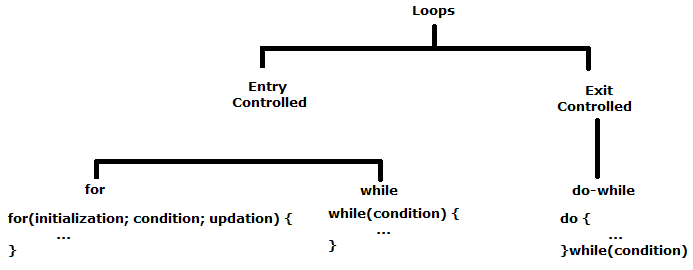 Loops
Entry
Controlled
Exit
Controlled
for
for(initialization; condition; updation) {
...
}
while
while(condition) {
...
}
do-while
do {
...
}while(condition)